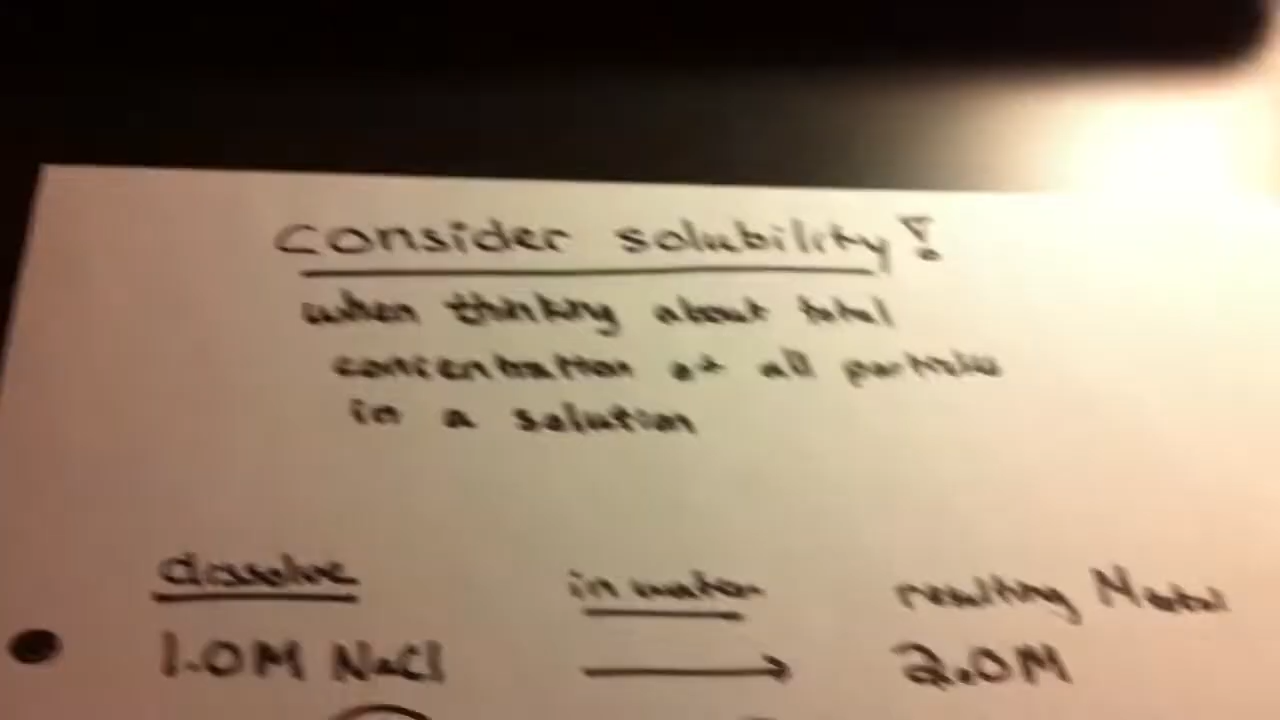 Consider solubility!
when thinking about total
concentration of all particles
in a solution
dissolve in water resulting Mtotal
1.0M NaCl → 2.0M